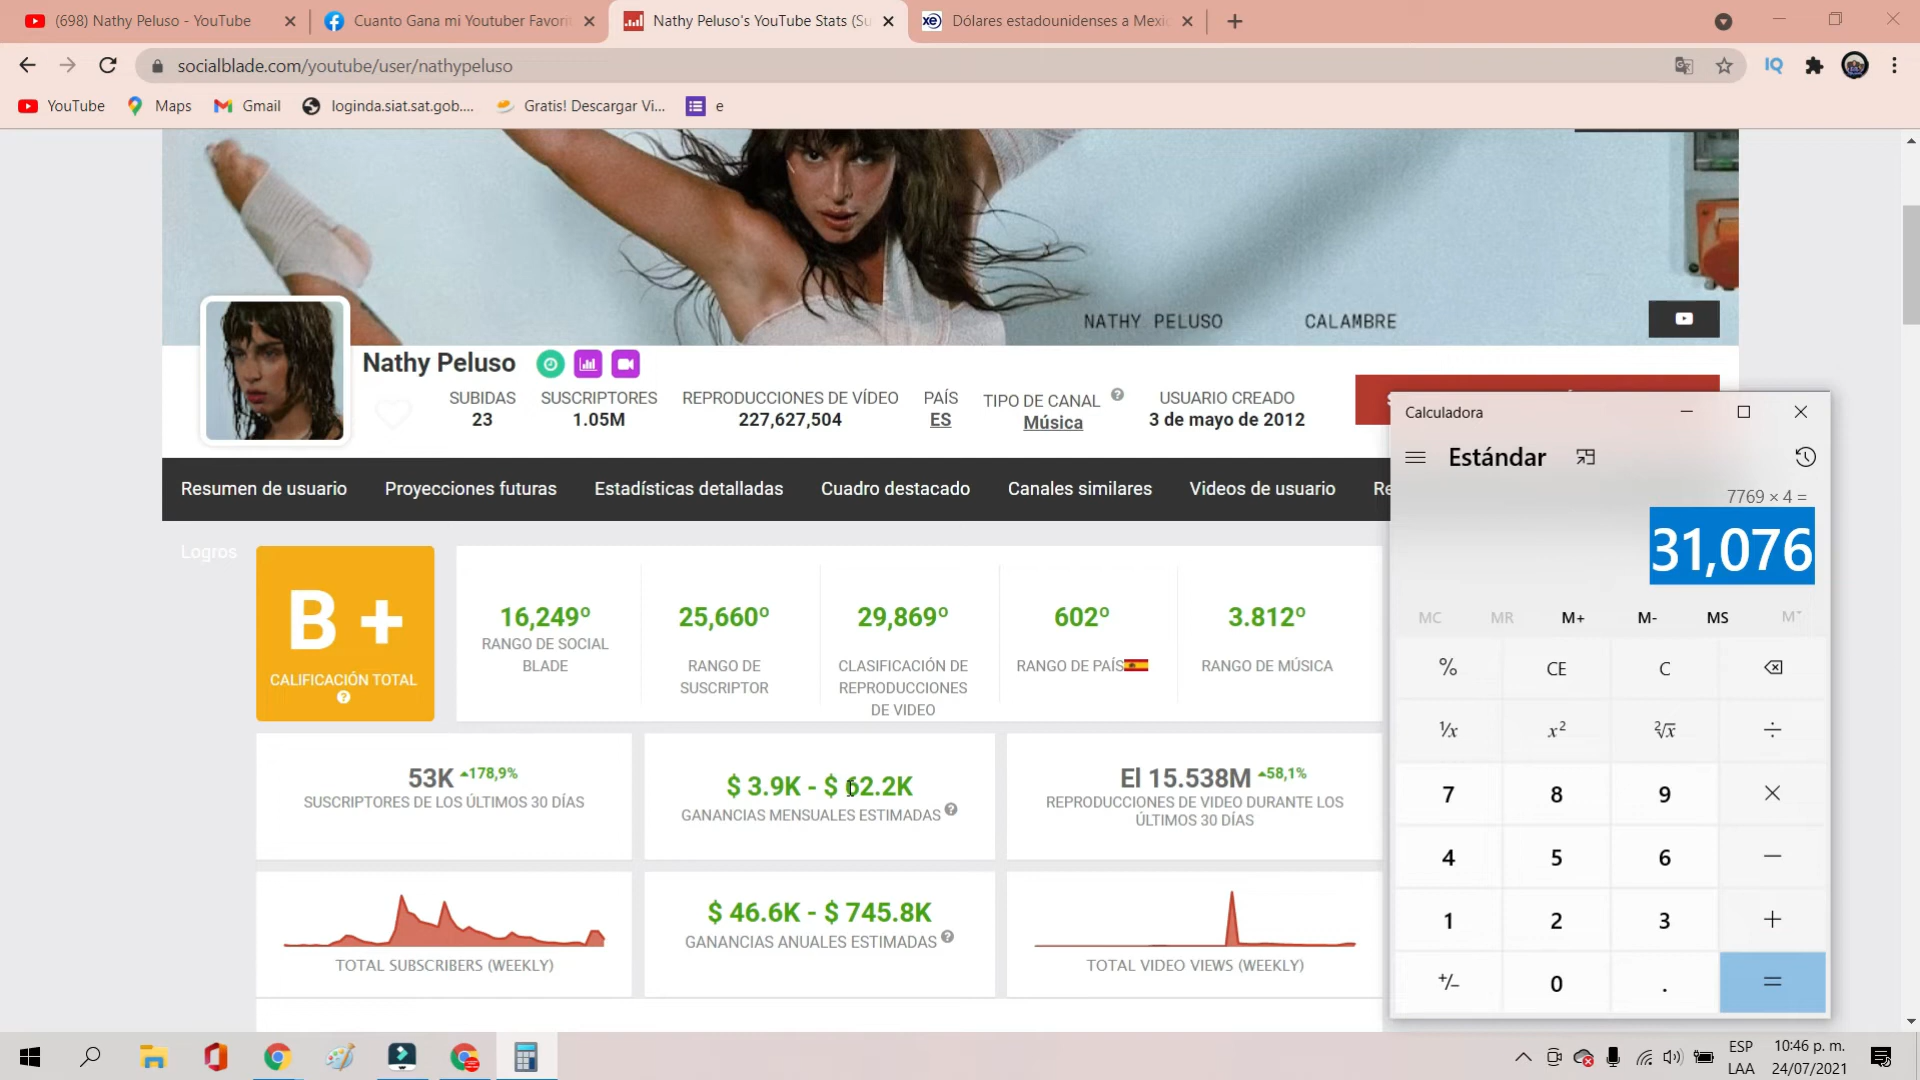 (698) Nathy Peluso - YouTube
Cuanto Gana mi Youtuber Favorit
Nathy Peluso's YouTube Stats (Su
Dólares estadounidenses a Mexic
socialblade.com/youtube/user/nathypeluso
YouTube
Maps
Gmail
loginda.siat.sat.gob....
Gratis! Descargar Vi...
e
NATHY PELUSO CALAMBRE
Nathy Peluso
SUBIDAS
23
SUSCRIPTORES
1.05M
REPRODUCCIONES DE VÍDEO
227,627,504
PAÍS
ES
TIPO DE CANAL
Música
USUARIO CREADO
3 de mayo de 2012
Resumen de usuario
Proyecciones futuras
Estadísticas detalladas
Cuadro destacado
Canales similares
Videos de usuario
Re
Logros
B +
CALIFICACIÓN TOTAL
16,249º
RANGO DE SOCIAL
BLADE
25,660º
RANGO DE
SUSCRIPTOR
29,869º
CLASIFICACIÓN DE
REPRODUCCIONES
DE VIDEO
602º
RANGO DE PAÍS
3.812º
RANGO DE MÚSICA
53K 178,9%
SUSCRIPTORES DE LOS ÚLTIMOS 30 DÍAS
$ 3.9K - $ 62.2K
GANANCIAS MENSUALES ESTIMADAS
El 15.538M 58,1%
REPRODUCCIONES DE VIDEO DURANTE LOS
ÚLTIMOS 30 DÍAS
TOTAL SUBSCRIBERS (WEEKLY)
$ 46.6K - $ 745.8K
GANANCIAS ANUALES ESTIMADAS
TOTAL VIDEO VIEWS (WEEKLY)
Calculadora
Estándar
7769 × 4 =
31,076
MC MR M+ M- MS M˅
% CE C
¹/x x² ²√x ÷
7 8 9 ×
4 5 6 −
1 2 3 +
+/− 0 . =
ESP
LAA
10:46 p. m.
24/07/2021